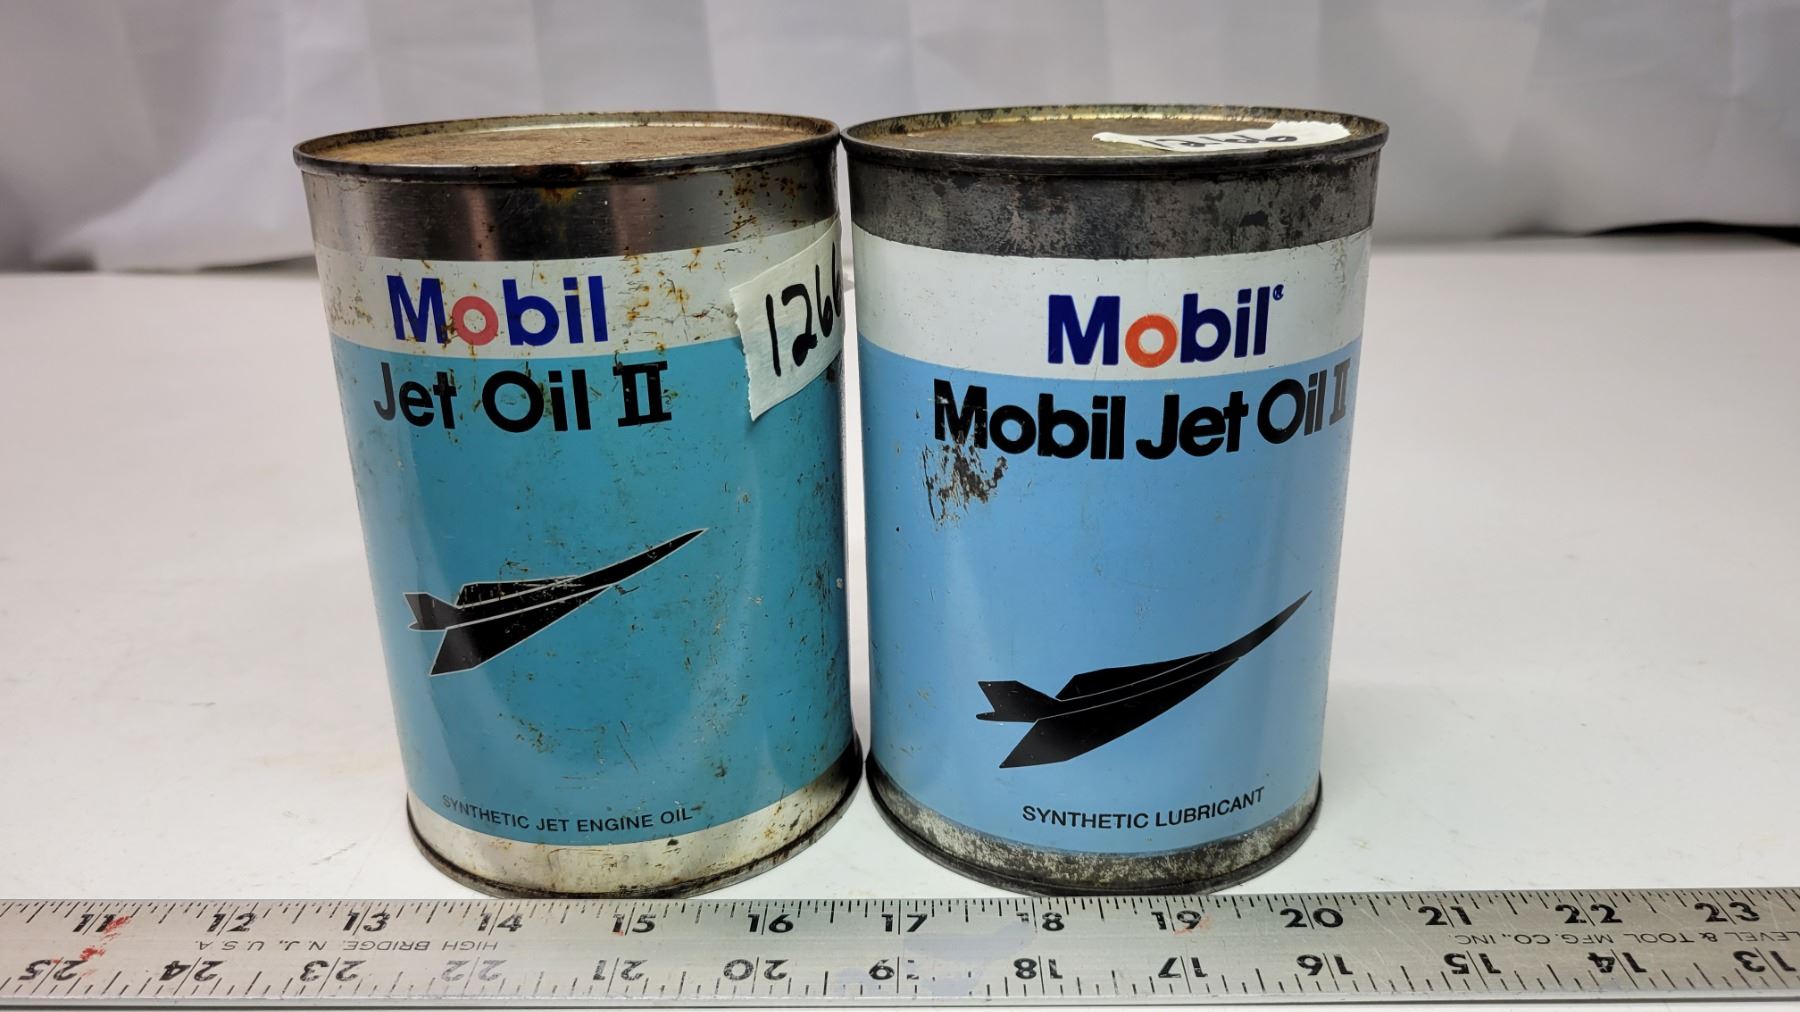 Mobil
Jet Oil II
SYNTHETIC JET ENGINE OIL
Mobil®
Mobil Jet Oil II
SYNTHETIC LUBRICANT
11 12 13 14 15 16 17 18 19 20 21 22 23
HIGH BRIDGE, N.J., U.S.A.
LEVEL & TOOL MFG. CO., INC.
25 24 23 22 21 20 19 18 17 16 15 14 13